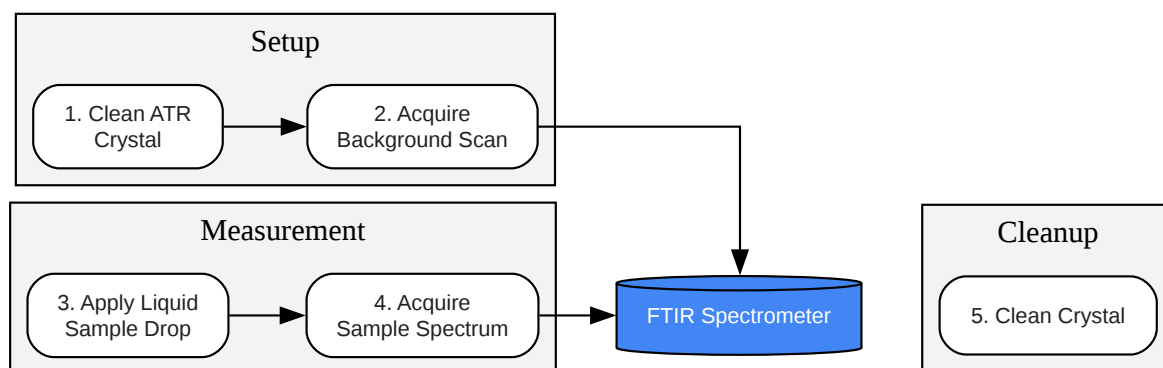 Setup
1. Clean ATR
Crystal
2. Acquire
Background Scan
Measurement
3. Apply Liquid
Sample Drop
4. Acquire
Sample Spectrum
FTIR Spectrometer
Cleanup
5. Clean Crystal